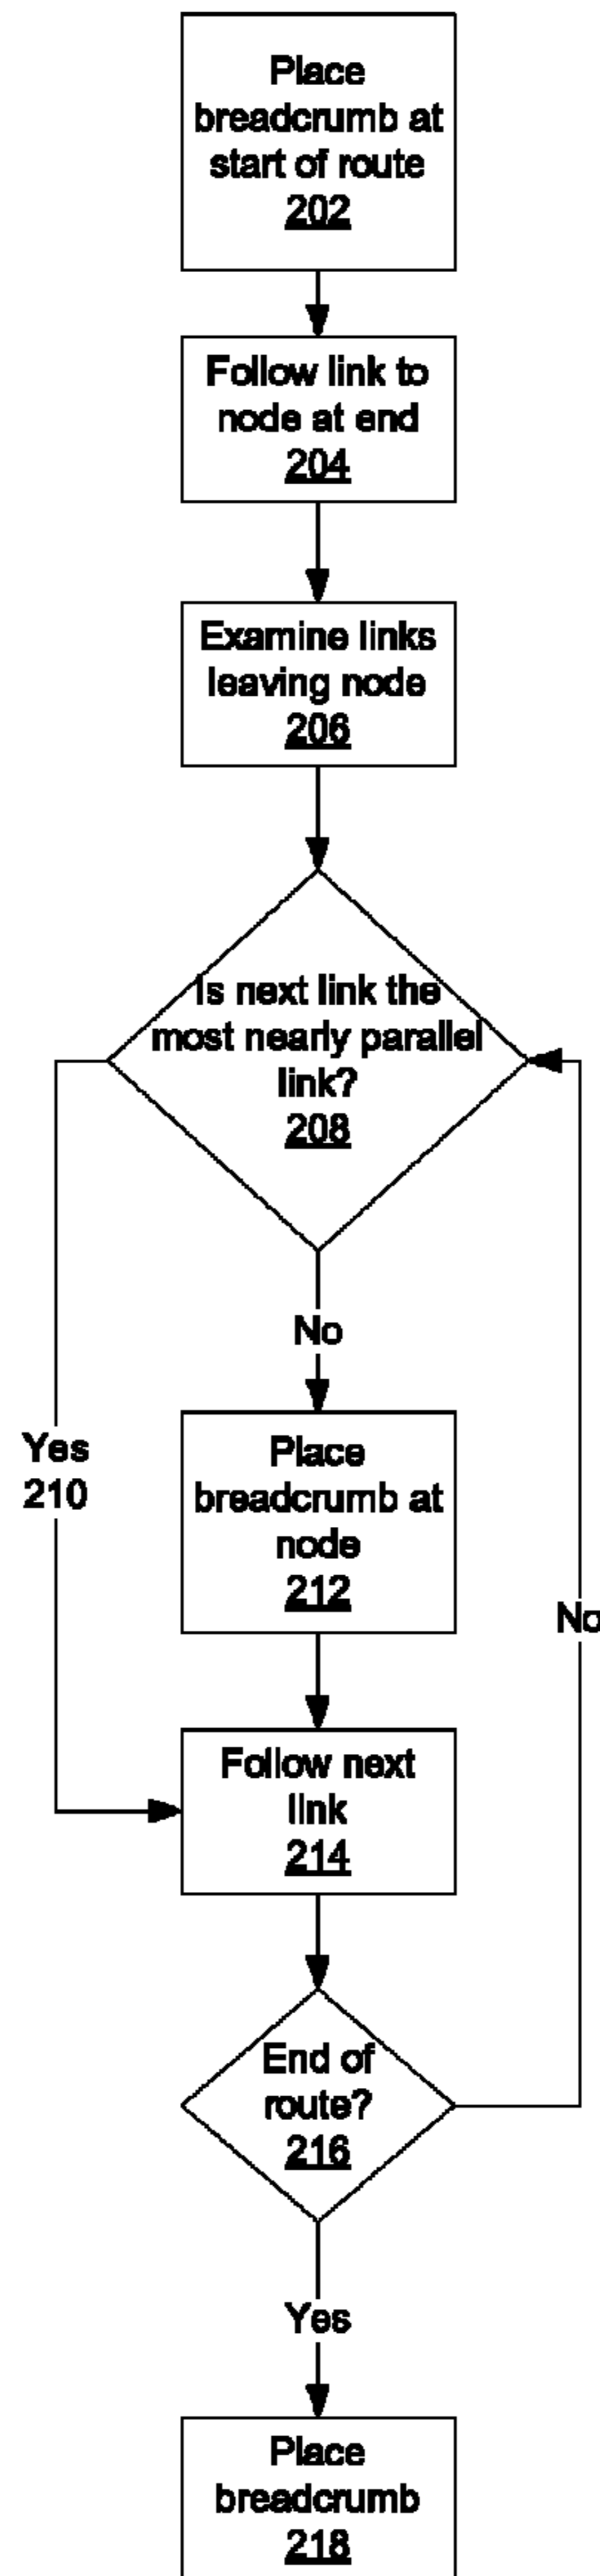 Place
breadcrumb at
start of route
202
Follow link to
node at end
204
Examine links
leaving node
206
Is next link the
most nearly parallel
link?
208
No
Yes
210
Place
breadcrumb at
node
212
No
Follow next
link
214
End of
route?
216
Yes
Place
breadcrumb
218